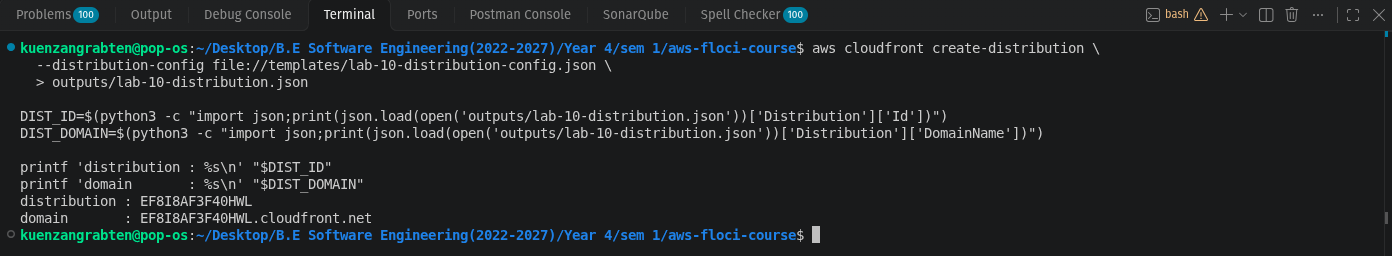 Problems 100 Output Debug Console Terminal Ports Postman Console SonarQube Spell Checker 100 bash
kuenzangrabten@pop-os:~/Desktop/B.E Software Engineering(2022-2027)/Year 4/sem 1/aws-floci-course$ aws cloudfront create-distribution \
  --distribution-config file://templates/lab-10-distribution-config.json \
  > outputs/lab-10-distribution.json
DIST_ID=$(python3 -c "import json;print(json.load(open('outputs/lab-10-distribution.json'))['Distribution']['Id'])")
DIST_DOMAIN=$(python3 -c "import json;print(json.load(open('outputs/lab-10-distribution.json'))['Distribution']['DomainName'])")
printf 'distribution : %s\n' "$DIST_ID"
printf 'domain       : %s\n' "$DIST_DOMAIN"
distribution : EF8I8AF3F40HWL
domain       : EF8I8AF3F40HWL.cloudfront.net
kuenzangrabten@pop-os:~/Desktop/B.E Software Engineering(2022-2027)/Year 4/sem 1/aws-floci-course$